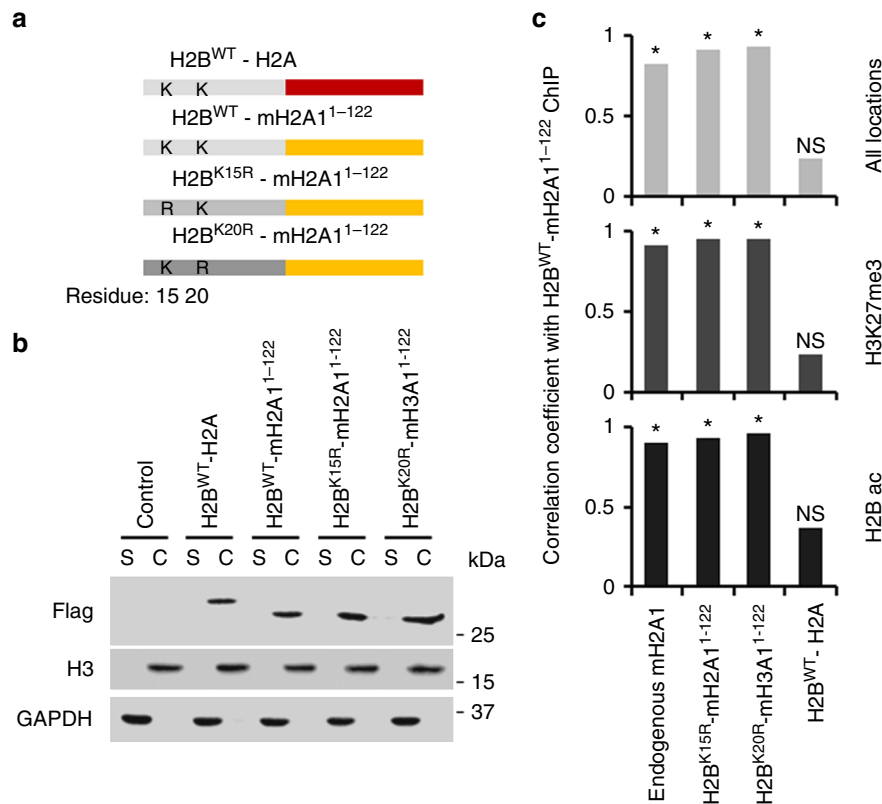 a
H2B^WT - H2A
K K
H2B^WT - mH2A1^1–122
K K
H2B^K15R - mH2A1^1–122
R K
H2B^K20R - mH2A1^1–122
K R
Residue: 15 20
b
Control
H2B^WT-H2A
H2B^WT-mH2A1^1–122
H2B^K15R-mH2A1^1-122
H2B^K20R-mH3A1^1-122
S C S C S C S C S C kDa
Flag
- 25
H3
- 15
GAPDH
- 37
c
Correlation coefficient with H2B^WT-mH2A1^1–122 ChIP
1
0.5
0
* * * NS
All locations
1
0.5
0
* * * NS
H3K27me3
1
0.5
0
* * * NS
H2B ac
Endogenous mH2A1
H2B^K15R-mH2A1^1-122
H2B^K20R-mH3A1^1-122
H2B^WT- H2A